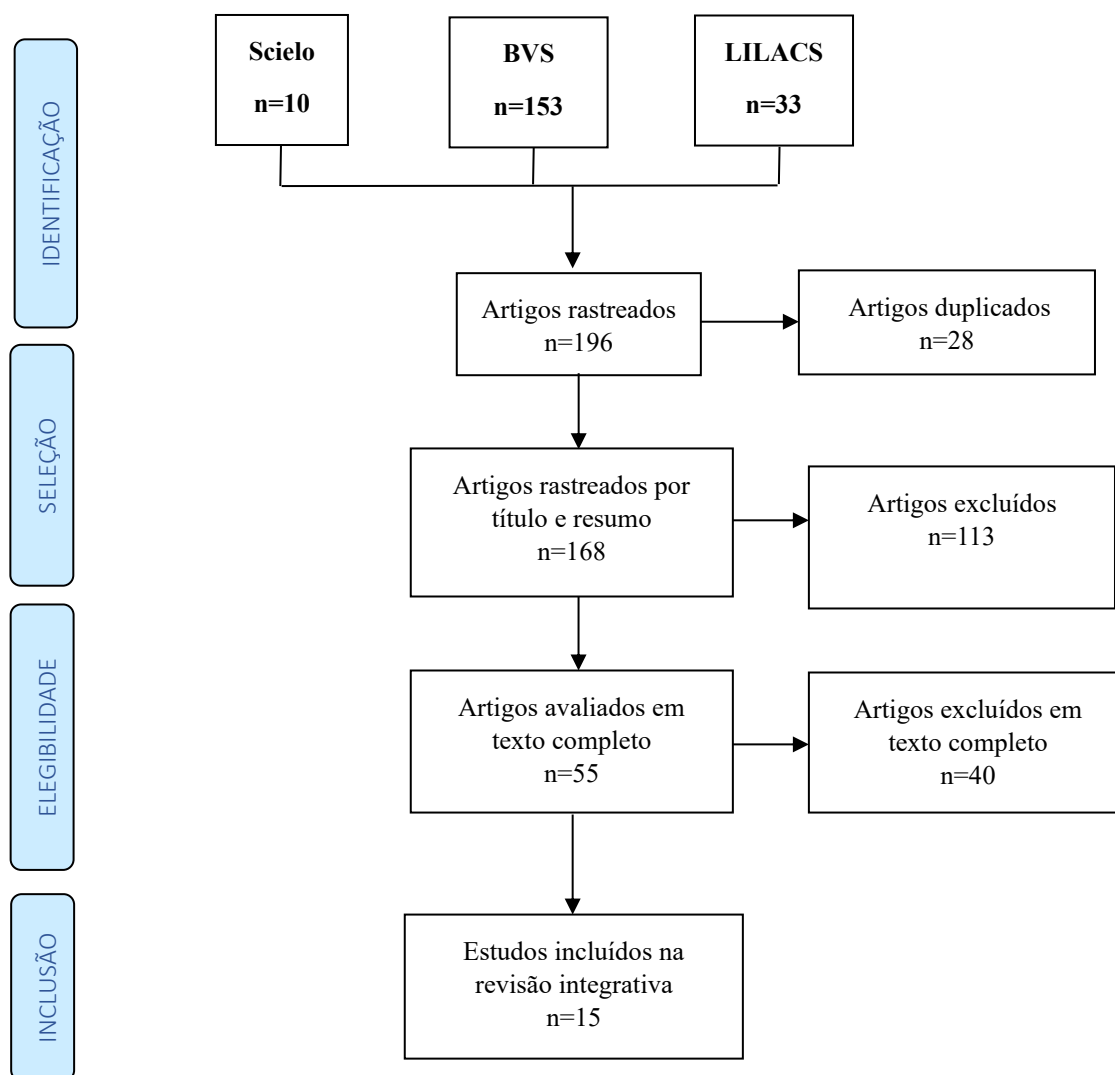 Scielo
n=10
BVS
n=153
LILACS
n=33
IDENTIFICAÇÃO
Artigos rastreados
n=196
Artigos duplicados
n=28
SELEÇÃO
Artigos rastreados por
título e resumo
n=168
Artigos excluídos
n=113
ELEGIBILIDADE
Artigos avaliados em
texto completo
n=55
Artigos excluídos em
texto completo
n=40
INCLUSÃO
Estudos incluídos na
revisão integrativa
n=15